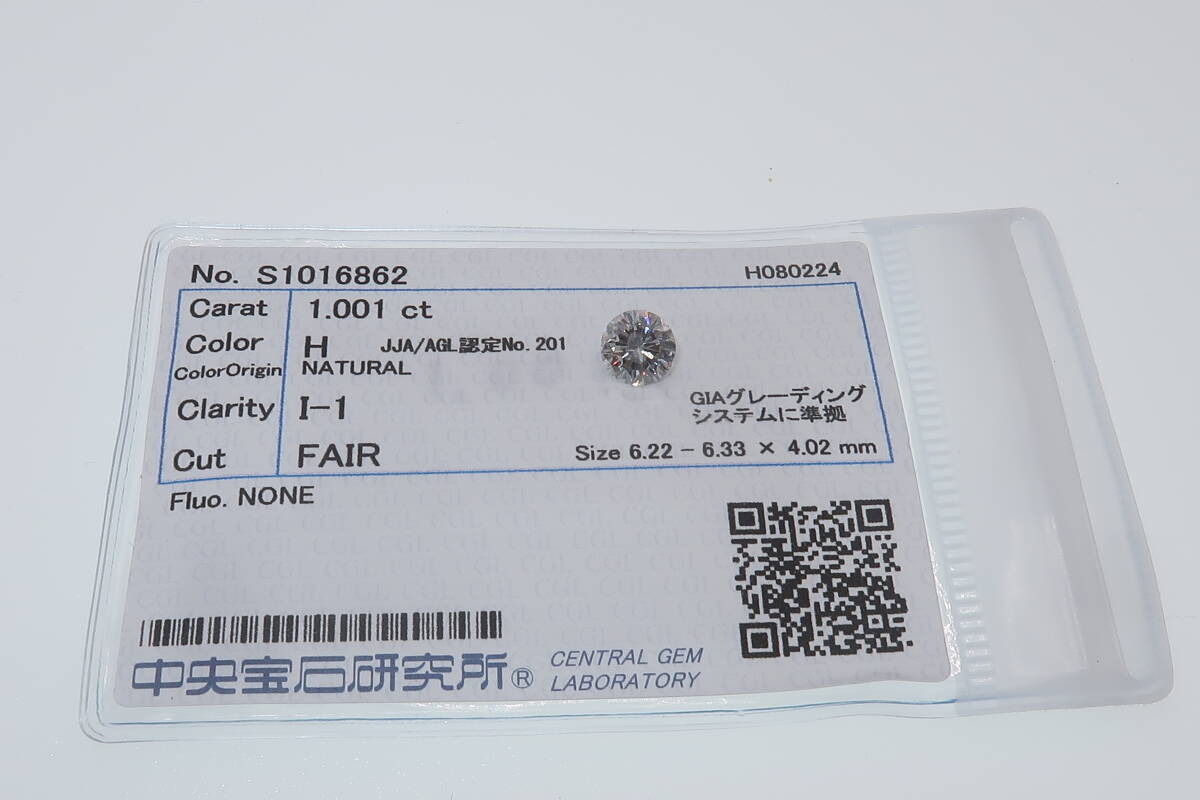 No. S1016862 H080224
Carat 1.001 ct
Color H JJA/AGL認定No.201
ColorOrigin NATURAL
Clarity I-1
GIAグレーディング
システムに準拠
Cut FAIR
Size 6.22 - 6.33 × 4.02 mm
Fluo. NONE
中央宝石研究所®
CENTRAL GEM
LABORATORY